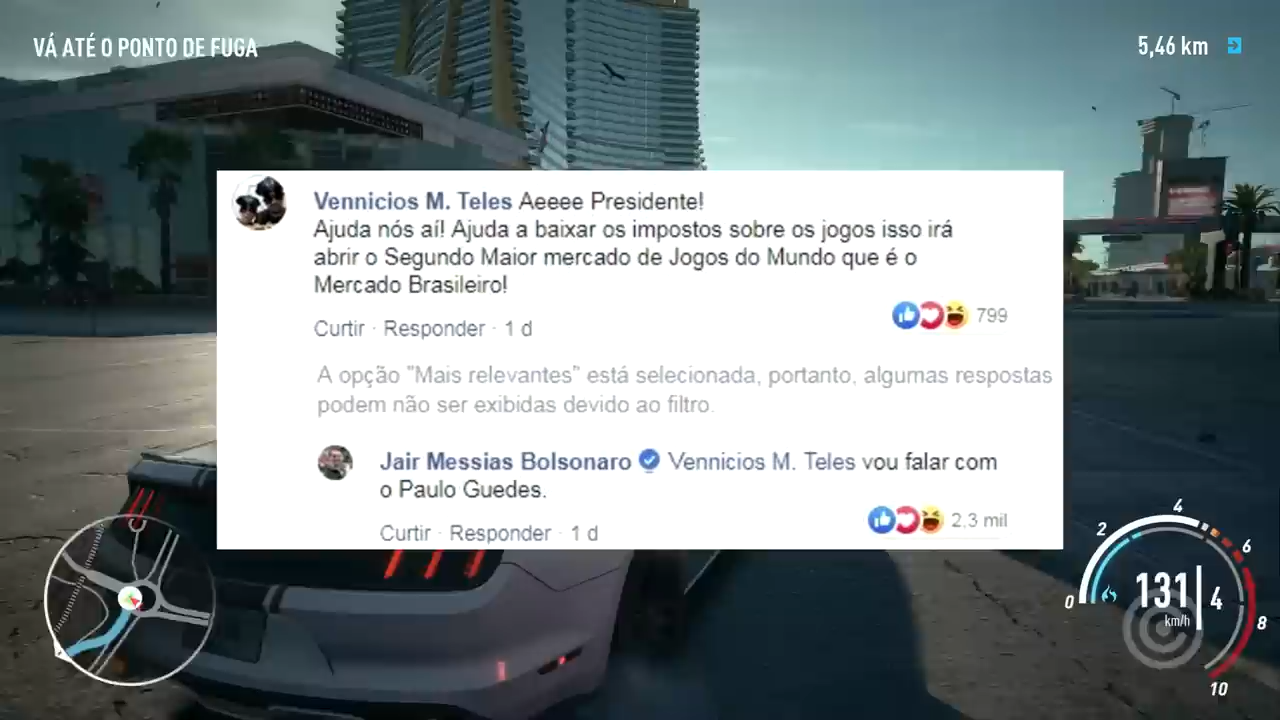 VÁ ATÉ O PONTO DE FUGA
5,46 km
Vennicios M. Teles Aeeee Presidente!
Ajuda nós aí! Ajuda a baixar os impostos sobre os jogos isso irá
abrir o Segundo Maior mercado de Jogos do Mundo que é o
Mercado Brasileiro!
799
Curtir · Responder · 1 d
A opção "Mais relevantes" está selecionada, portanto, algumas respostas
podem não ser exibidas devido ao filtro.
Jair Messias Bolsonaro Vennicios M. Teles vou falar com
o Paulo Guedes.
2.3 mil
Curtir · Responder · 1 d
0
2
4
6
8
10
131
km/h
4